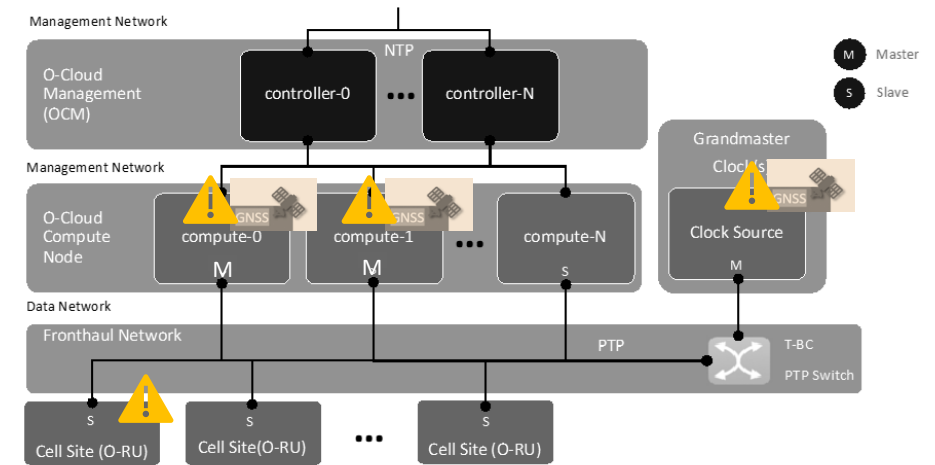 Management Network
NTP
M Master
O-Cloud
Management
(OCM)
controller-0
controller-N
S Slave
Grandmaster
Clock/s
Management Network
GNSS
GNSS
GNSS
O-Cloud
Compute
Node
compute-0
compute-1
compute-N
Clock Source
M
M
S
M
Data Network
Fronthaul Network
PTP
T-BC
PTP Switch
S
S
S
Cell Site (O-RU)
Cell Site(O-RU)
Cell Site (O-RU)